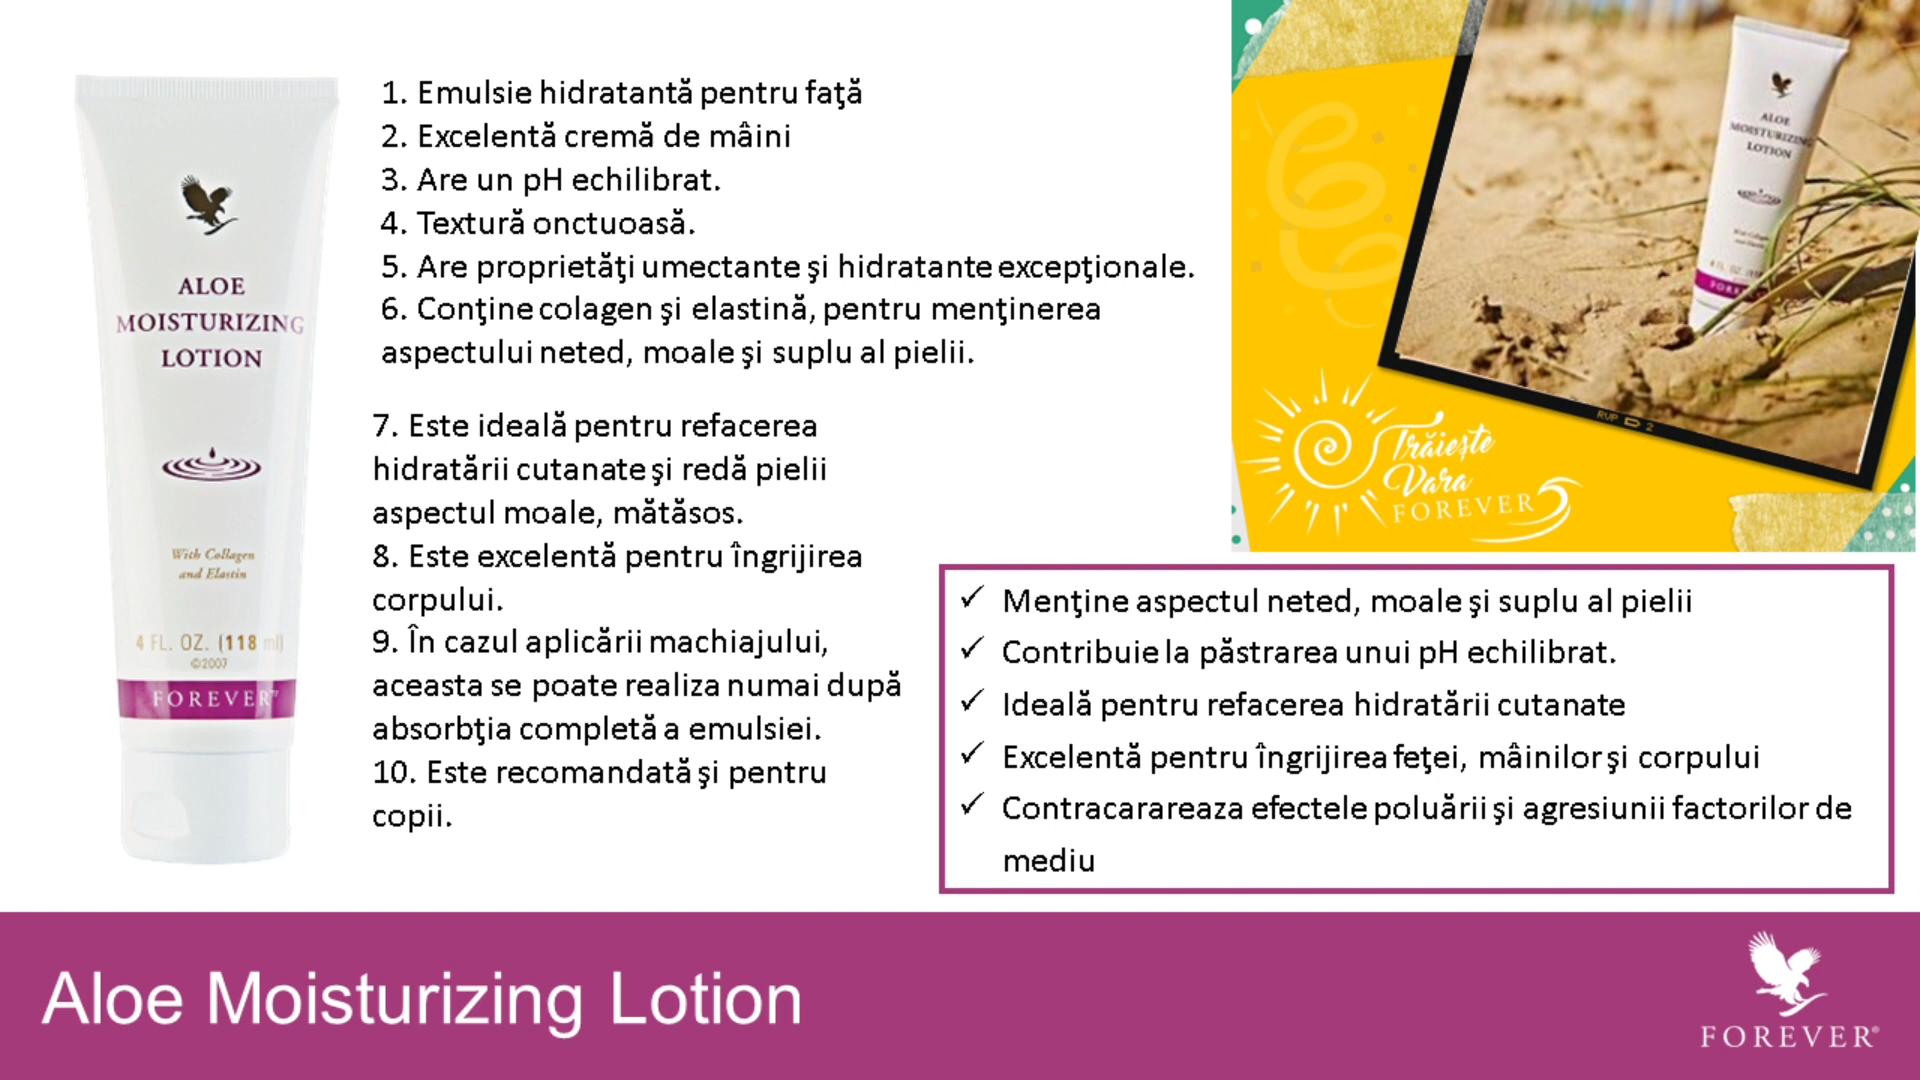 ALOE
MOISTURIZING
LOTION
With Collagen
and Elastin
4 FL. OZ. (118 ml)
©2007
FOREVER™
1. Emulsie hidratantă pentru faţă
2. Excelentă cremă de mâini
3. Are un pH echilibrat.
4. Textură onctuoasă.
5. Are proprietăţi umectante şi hidratante excepţionale.
6. Conţine colagen şi elastină, pentru menţinerea
aspectului neted, moale şi suplu al pielii.
7. Este ideală pentru refacerea
hidratării cutanate şi redă pielii
aspectul moale, mătăsos.
8. Este excelentă pentru îngrijirea
corpului.
9. În cazul aplicării machiajului,
aceasta se poate realiza numai după
absorbţia completă a emulsiei.
10. Este recomandată şi pentru
copii.
ALOE
MOISTURIZING
LOTION
RVP 2
Trăiește
Vara
FOREVER
✓ Menţine aspectul neted, moale şi suplu al pielii
✓ Contribuie la păstrarea unui pH echilibrat.
✓ Ideală pentru refacerea hidratării cutanate
✓ Excelentă pentru îngrijirea feţei, mâinilor şi corpului
✓ Contracarareaza efectele poluării şi agresiunii factorilor de
mediu
Aloe Moisturizing Lotion
FOREVER®